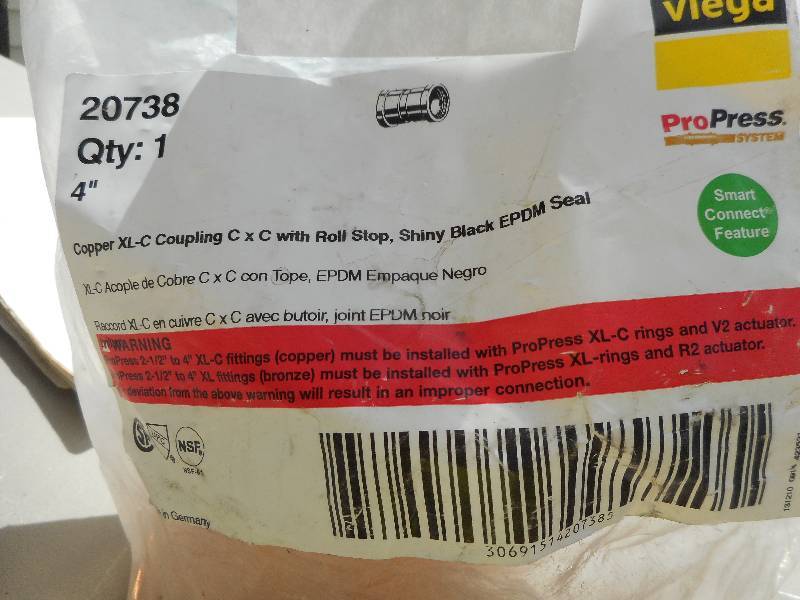 viega
20738
Qty: 1
4"
ProPress.
SYSTEM
Smart
Connect®
Feature
Copper XL-C Coupling C x C with Roll Stop, Shiny Black EPDM Seal
XL-C Acople de Cobre C x C con Tope, EPDM Empaque Negro
Raccord XL-C en cuivre C x C avec butoir, joint EPDM noir
WARNING
ProPress 2-1/2" to 4" XL-C fittings (copper) must be installed with ProPress XL-C rings and V2 actuator.
Press 2-1/2" to 4" XL fittings (bronze) must be installed with ProPress XL-rings and R2 actuator.
deviation from the above warning will result in an improper connection.
NSF.
NSF-61
in Germany